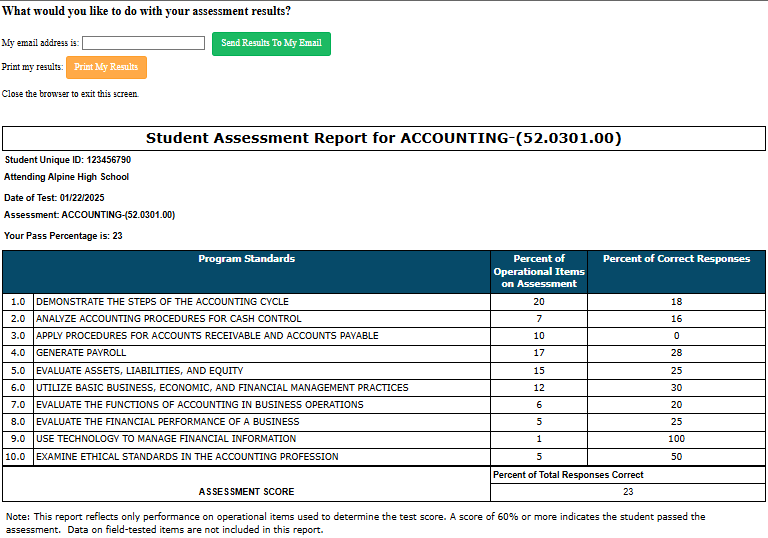 What would you like to do with your assessment results?
My email address is: Send Results To My Email
Print my results: Print My Results
Close the browser to exit this screen.
Student Assessment Report for ACCOUNTING-(52.0301.00)
Student Unique ID: 123456790
Attending Alpine High School
Date of Test: 01/22/2025
Assessment: ACCOUNTING-(52.0301.00)
Your Pass Percentage is: 23
Program Standards Percent of Operational Items on Assessment Percent of Correct Responses
1.0 DEMONSTRATE THE STEPS OF THE ACCOUNTING CYCLE 20 18
2.0 ANALYZE ACCOUNTING PROCEDURES FOR CASH CONTROL 7 16
3.0 APPLY PROCEDURES FOR ACCOUNTS RECEIVABLE AND ACCOUNTS PAYABLE 10 0
4.0 GENERATE PAYROLL 17 28
5.0 EVALUATE ASSETS, LIABILITIES, AND EQUITY 15 25
6.0 UTILIZE BASIC BUSINESS, ECONOMIC, AND FINANCIAL MANAGEMENT PRACTICES 12 30
7.0 EVALUATE THE FUNCTIONS OF ACCOUNTING IN BUSINESS OPERATIONS 6 20
8.0 EVALUATE THE FINANCIAL PERFORMANCE OF A BUSINESS 5 25
9.0 USE TECHNOLOGY TO MANAGE FINANCIAL INFORMATION 1 100
10.0 EXAMINE ETHICAL STANDARDS IN THE ACCOUNTING PROFESSION 5 50
Percent of Total Responses Correct
ASSESSMENT SCORE 23
Note: This report reflects only performance on operational items used to determine the test score. A score of 60% or more indicates the student passed the
assessment. Data on field-tested items are not included in this report.